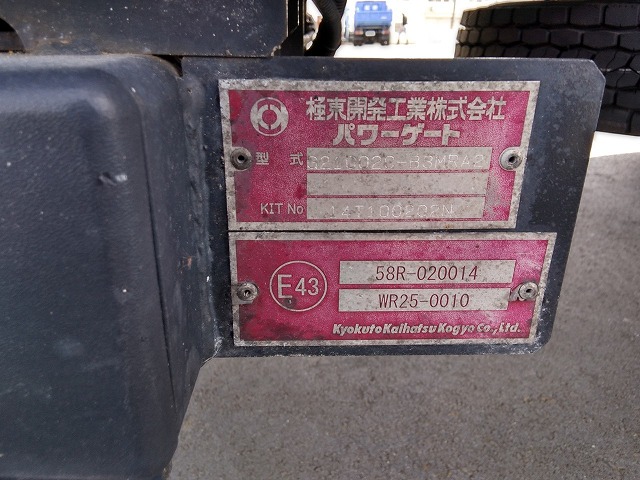 極東開発工業株式会社
パワーゲート
型式
KIT No
E43
58R-020014
WR25-0010
Kyokuto Kaihatsu Kogyo Co., Ltd.